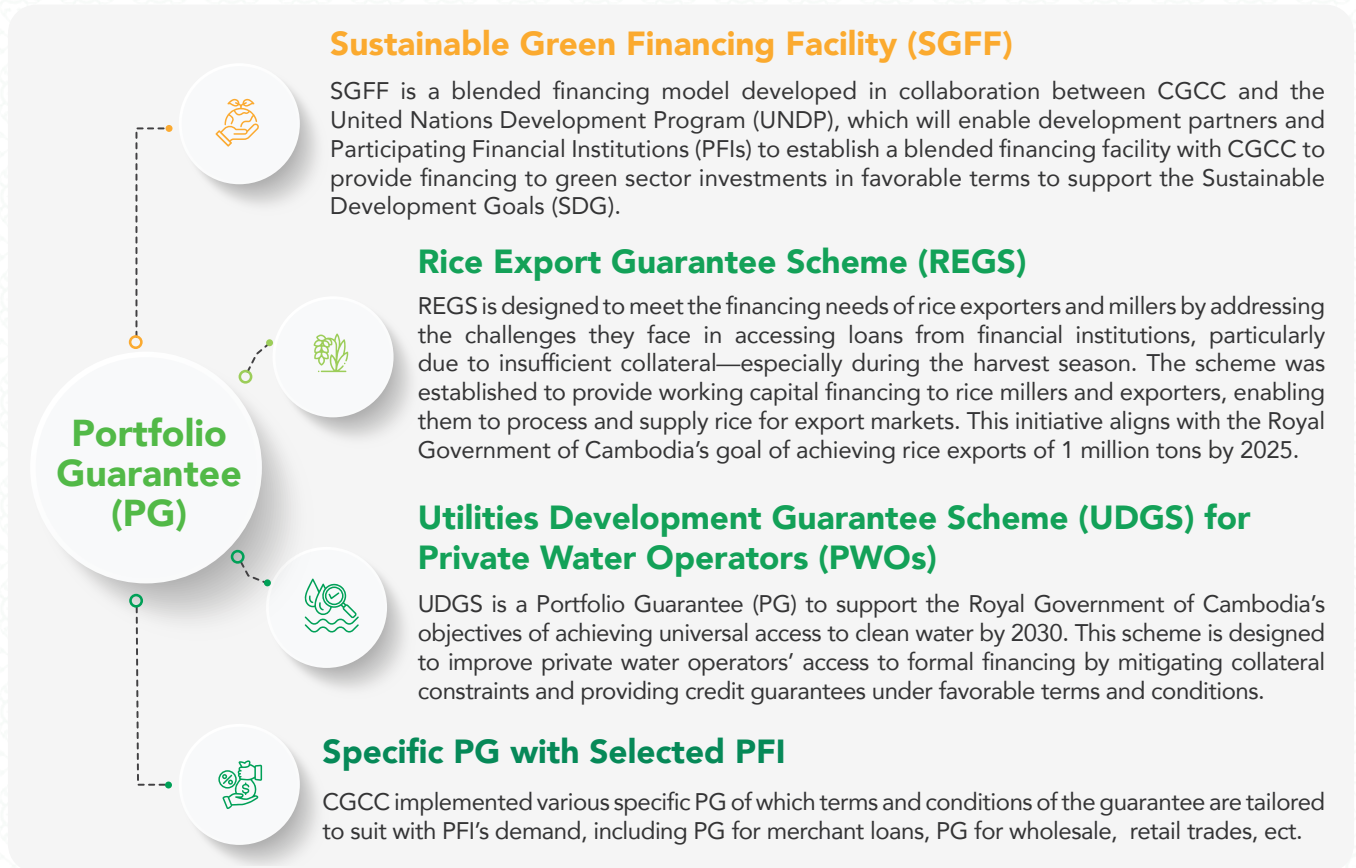 Sustainable Green Financing Facility (SGFF)
SGFF is a blended financing model developed in collaboration between CGCC and the
United Nations Development Program (UNDP), which will enable development partners and
Participating Financial Institutions (PFIs) to establish a blended financing facility with CGCC to
provide financing to green sector investments in favorable terms to support the Sustainable
Development Goals (SDG).
Rice Export Guarantee Scheme (REGS)
REGS is designed to meet the financing needs of rice exporters and millers by addressing
the challenges they face in accessing loans from financial institutions, particularly
due to insufficient collateral—especially during the harvest season. The scheme was
established to provide working capital financing to rice millers and exporters, enabling
them to process and supply rice for export markets. This initiative aligns with the Royal
Government of Cambodia’s goal of achieving rice exports of 1 million tons by 2025.
Portfolio
Guarantee
(PG)
Utilities Development Guarantee Scheme (UDGS) for
Private Water Operators (PWOs)
UDGS is a Portfolio Guarantee (PG) to support the Royal Government of Cambodia’s
objectives of achieving universal access to clean water by 2030. This scheme is designed
to improve private water operators’ access to formal financing by mitigating collateral
constraints and providing credit guarantees under favorable terms and conditions.
Specific PG with Selected PFI
CGCC implemented various specific PG of which terms and conditions of the guarantee are tailored
to suit with PFI’s demand, including PG for merchant loans, PG for wholesale, retail trades, ect.
% $